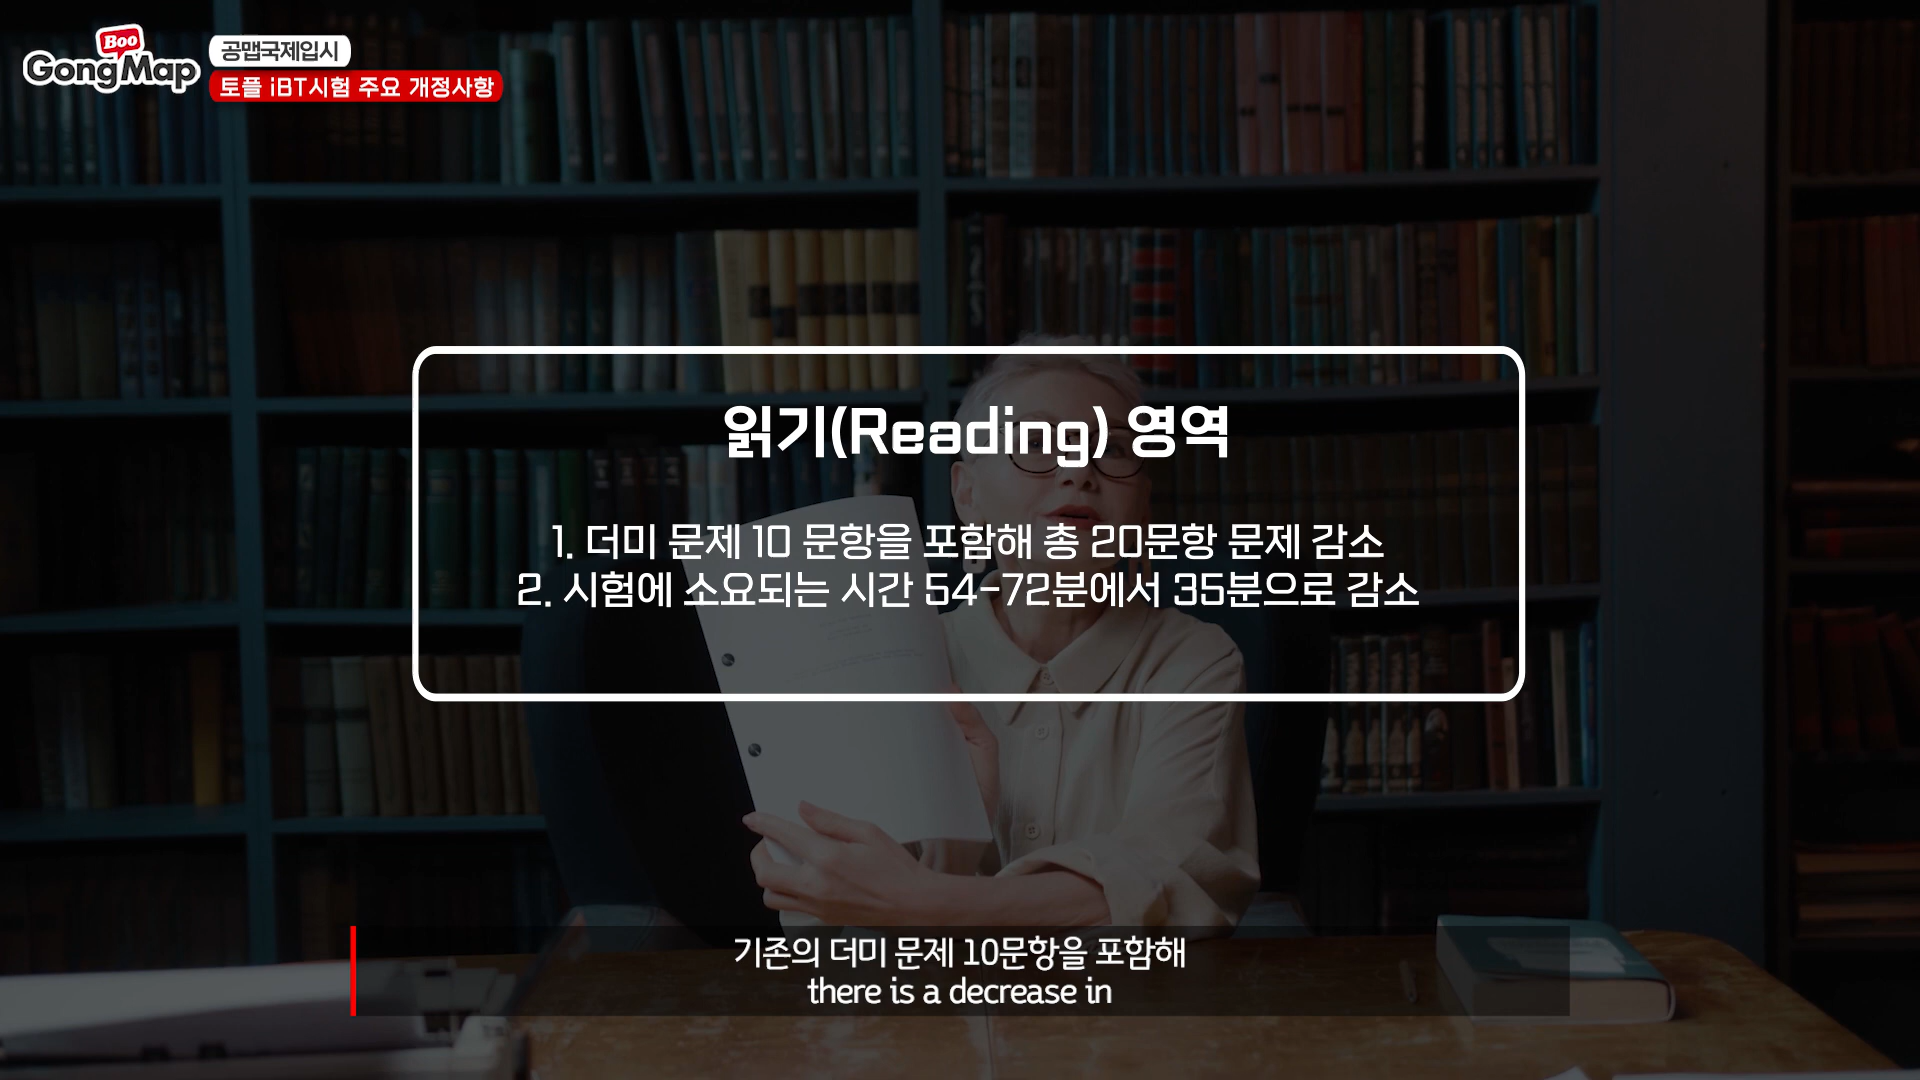 Boo
GongMap
공맵국제입시
토플 iBT시험 주요 개정사항
읽기(Reading) 영역
1. 더미 문제 10 문항을 포함해 총 20문항 문제 감소
2. 시험에 소요되는 시간 54-72분에서 35분으로 감소
기존의 더미 문제 10문항을 포함해
there is a decrease in